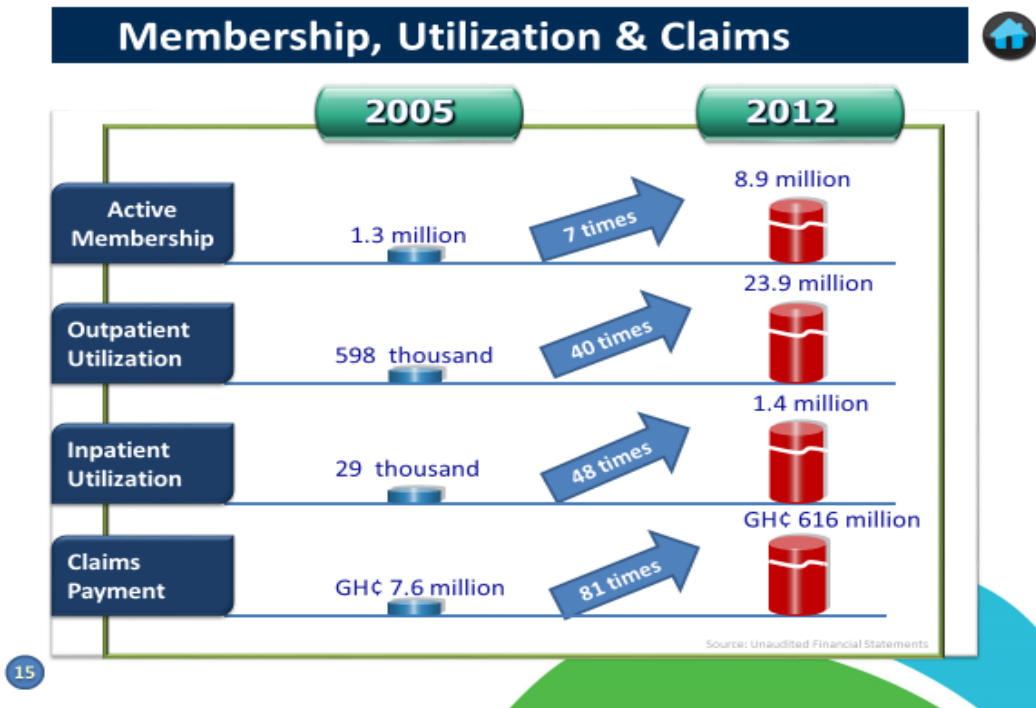 Membership, Utilization & Claims
2005
2012
Active
Membership
1.3 million
7 times
8.9 million
Outpatient
Utilization
598 thousand
40 times
23.9 million
Inpatient
Utilization
29 thousand
48 times
1.4 million
Claims
Payment
GH¢ 7.6 million
81 times
GH¢ 616 million
Source: Unaudited Financial Statements
15